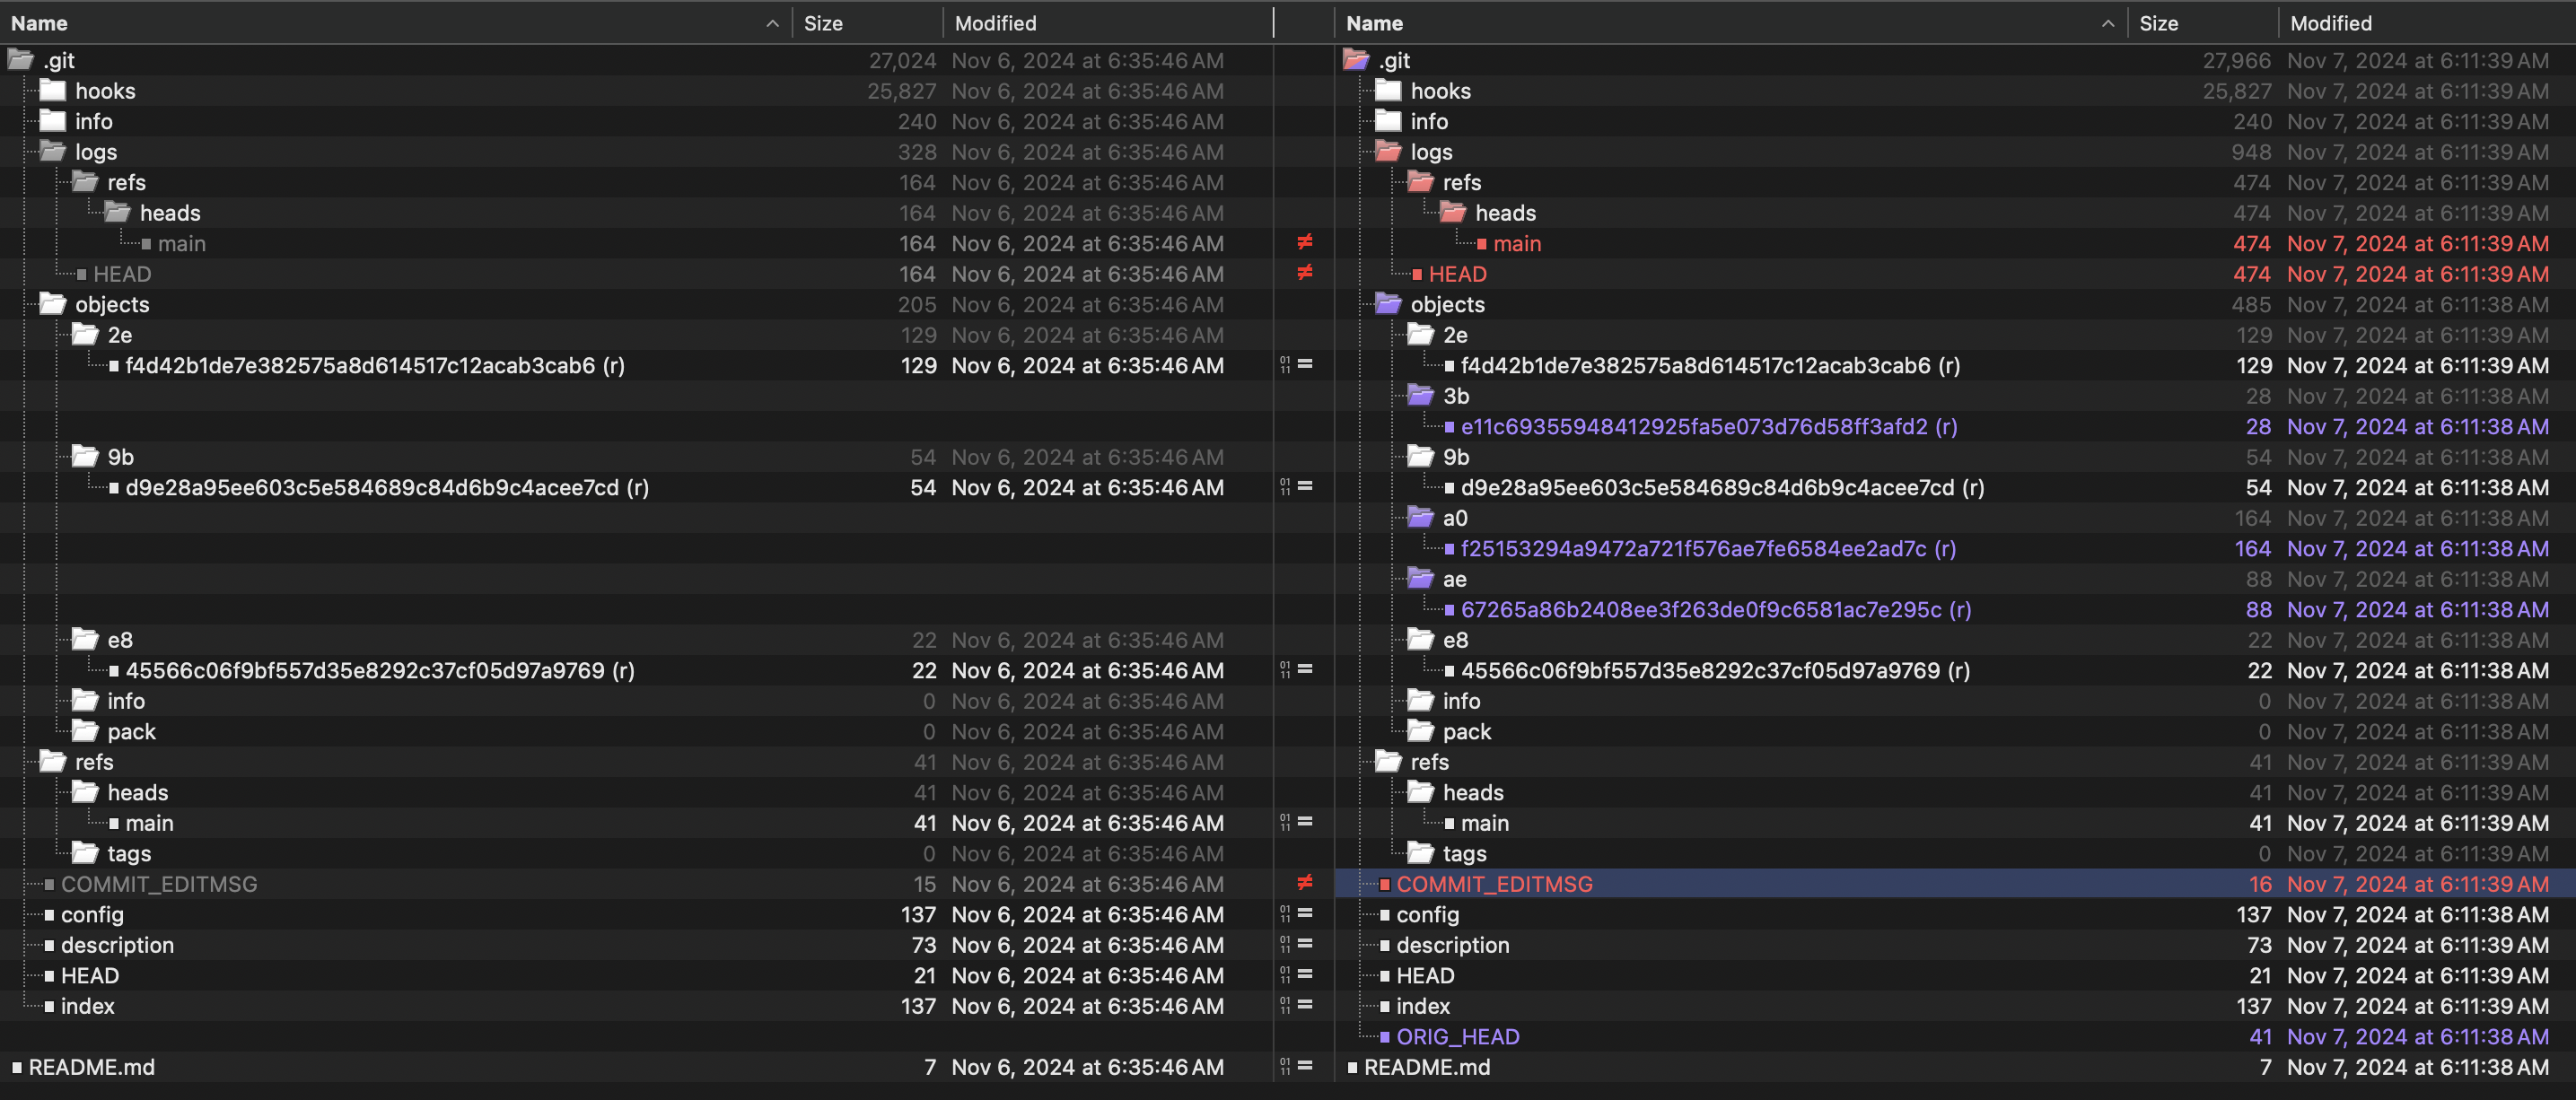 Name Size Modified Name Size Modified
.git 27,024 Nov 6, 2024 at 6:35:46 AM .git 27,966 Nov 7, 2024 at 6:11:39 AM
hooks 25,827 Nov 6, 2024 at 6:35:46 AM hooks 25,827 Nov 7, 2024 at 6:11:39 AM
info 240 Nov 6, 2024 at 6:35:46 AM info 240 Nov 7, 2024 at 6:11:39 AM
logs 328 Nov 6, 2024 at 6:35:46 AM logs 948 Nov 7, 2024 at 6:11:39 AM
refs 164 Nov 6, 2024 at 6:35:46 AM refs 474 Nov 7, 2024 at 6:11:39 AM
heads 164 Nov 6, 2024 at 6:35:46 AM heads 474 Nov 7, 2024 at 6:11:39 AM
main 164 Nov 6, 2024 at 6:35:46 AM ≠ main 474 Nov 7, 2024 at 6:11:39 AM
HEAD 164 Nov 6, 2024 at 6:35:46 AM ≠ HEAD 474 Nov 7, 2024 at 6:11:39 AM
objects 205 Nov 6, 2024 at 6:35:46 AM objects 485 Nov 7, 2024 at 6:11:38 AM
2e 129 Nov 6, 2024 at 6:35:46 AM 2e 129 Nov 7, 2024 at 6:11:39 AM
f4d42b1de7e382575a8d614517c12acab3cab6 (r) 129 Nov 6, 2024 at 6:35:46 AM 01 11 = f4d42b1de7e382575a8d614517c12acab3cab6 (r) 129 Nov 7, 2024 at 6:11:39 AM
3b 28 Nov 7, 2024 at 6:11:38 AM
e11c69355948412925fa5e073d76d58ff3afd2 (r) 28 Nov 7, 2024 at 6:11:38 AM
9b 54 Nov 6, 2024 at 6:35:46 AM 9b 54 Nov 7, 2024 at 6:11:38 AM
d9e28a95ee603c5e584689c84d6b9c4acee7cd (r) 54 Nov 6, 2024 at 6:35:46 AM 01 11 = d9e28a95ee603c5e584689c84d6b9c4acee7cd (r) 54 Nov 7, 2024 at 6:11:38 AM
a0 164 Nov 7, 2024 at 6:11:38 AM
f25153294a9472a721f576ae7fe6584ee2ad7c (r) 164 Nov 7, 2024 at 6:11:38 AM
ae 88 Nov 7, 2024 at 6:11:38 AM
67265a86b2408ee3f263de0f9c6581ac7e295c (r) 88 Nov 7, 2024 at 6:11:38 AM
e8 22 Nov 6, 2024 at 6:35:46 AM e8 22 Nov 7, 2024 at 6:11:38 AM
45566c06f9bf557d35e8292c37cf05d97a9769 (r) 22 Nov 6, 2024 at 6:35:46 AM 01 11 = 45566c06f9bf557d35e8292c37cf05d97a9769 (r) 22 Nov 7, 2024 at 6:11:38 AM
info 0 Nov 6, 2024 at 6:35:46 AM info 0 Nov 7, 2024 at 6:11:38 AM
pack 0 Nov 6, 2024 at 6:35:46 AM pack 0 Nov 7, 2024 at 6:11:38 AM
refs 41 Nov 6, 2024 at 6:35:46 AM refs 41 Nov 7, 2024 at 6:11:39 AM
heads 41 Nov 6, 2024 at 6:35:46 AM heads 41 Nov 7, 2024 at 6:11:39 AM
main 41 Nov 6, 2024 at 6:35:46 AM 01 11 = main 41 Nov 7, 2024 at 6:11:39 AM
tags 0 Nov 6, 2024 at 6:35:46 AM tags 0 Nov 7, 2024 at 6:11:39 AM
COMMIT_EDITMSG 15 Nov 6, 2024 at 6:35:46 AM ≠ COMMIT_EDITMSG 16 Nov 7, 2024 at 6:11:39 AM
config 137 Nov 6, 2024 at 6:35:46 AM 01 11 = config 137 Nov 7, 2024 at 6:11:38 AM
description 73 Nov 6, 2024 at 6:35:46 AM 01 11 = description 73 Nov 7, 2024 at 6:11:39 AM
HEAD 21 Nov 6, 2024 at 6:35:46 AM 01 11 = HEAD 21 Nov 7, 2024 at 6:11:39 AM
index 137 Nov 6, 2024 at 6:35:46 AM 01 11 = index 137 Nov 7, 2024 at 6:11:39 AM
ORIG_HEAD 41 Nov 7, 2024 at 6:11:38 AM
README.md 7 Nov 6, 2024 at 6:35:46 AM 01 11 = README.md 7 Nov 7, 2024 at 6:11:38 AM